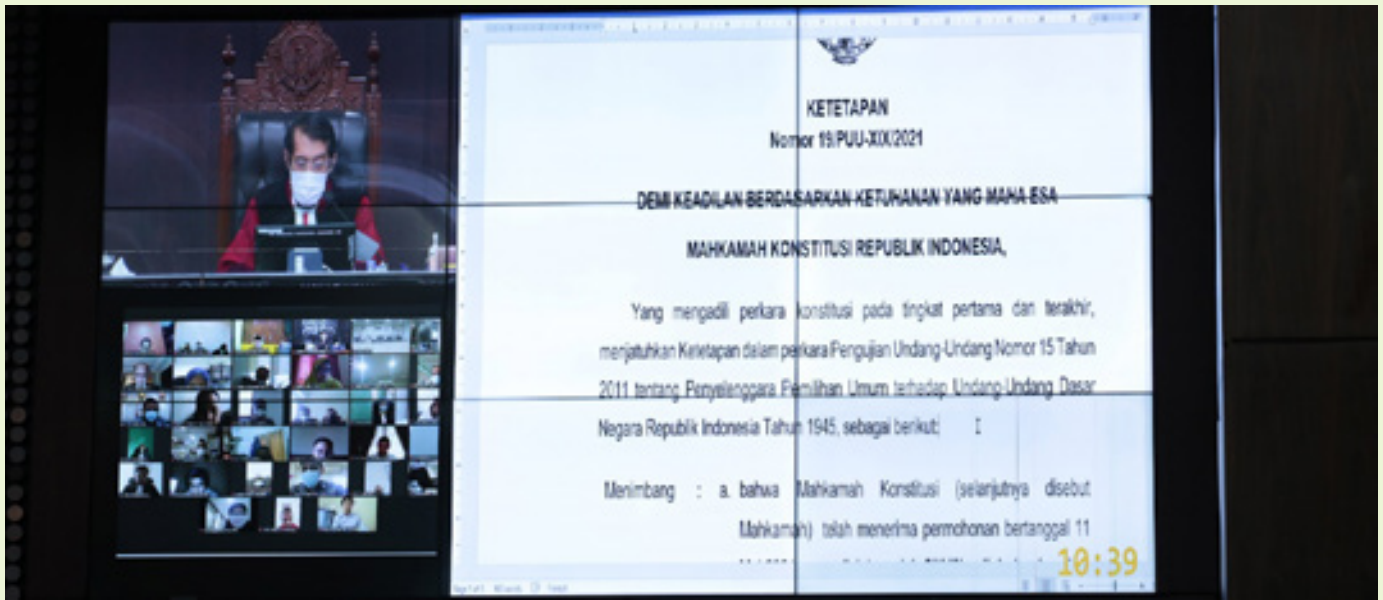 KETETAPAN
Nomor 19/PUU-XIX/2021
DEMI KEADILAN BERDASARKAN KETUHANAN YANG MAHA ESA
MAHKAMAH KONSTITUSI REPUBLIK INDONESIA,
Yang mengadili perkara konstitusi pada tingkat pertama dan terakhir,
menjatuhkan Ketetapan dalam perkara Pengujian Undang-Undang Nomor 15 Tahun
2011 tentang Penyelenggara Pemilihan Umum terhadap Undang-Undang Dasar
Negara Republik Indonesia Tahun 1945, sebagai berikut:
Menimbang : a. bahwa Mahkamah Konstitusi (selanjutnya disebut
Mahkamah) telah menerima permohonan bertanggal 11
10:39